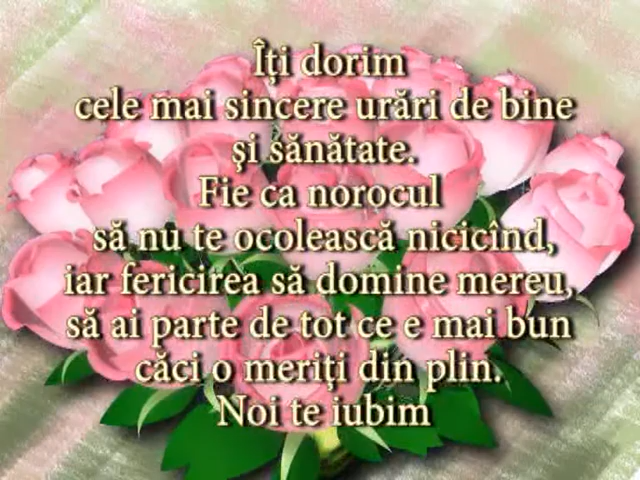 Îți dorim
cele mai sincere urări de bine
şi sănătate.
Fie ca norocul
să nu te ocolească nicicînd,
iar fericirea să domine mereu,
să ai parte de tot ce e mai bun
căci o meriți din plin.
Noi te iubim